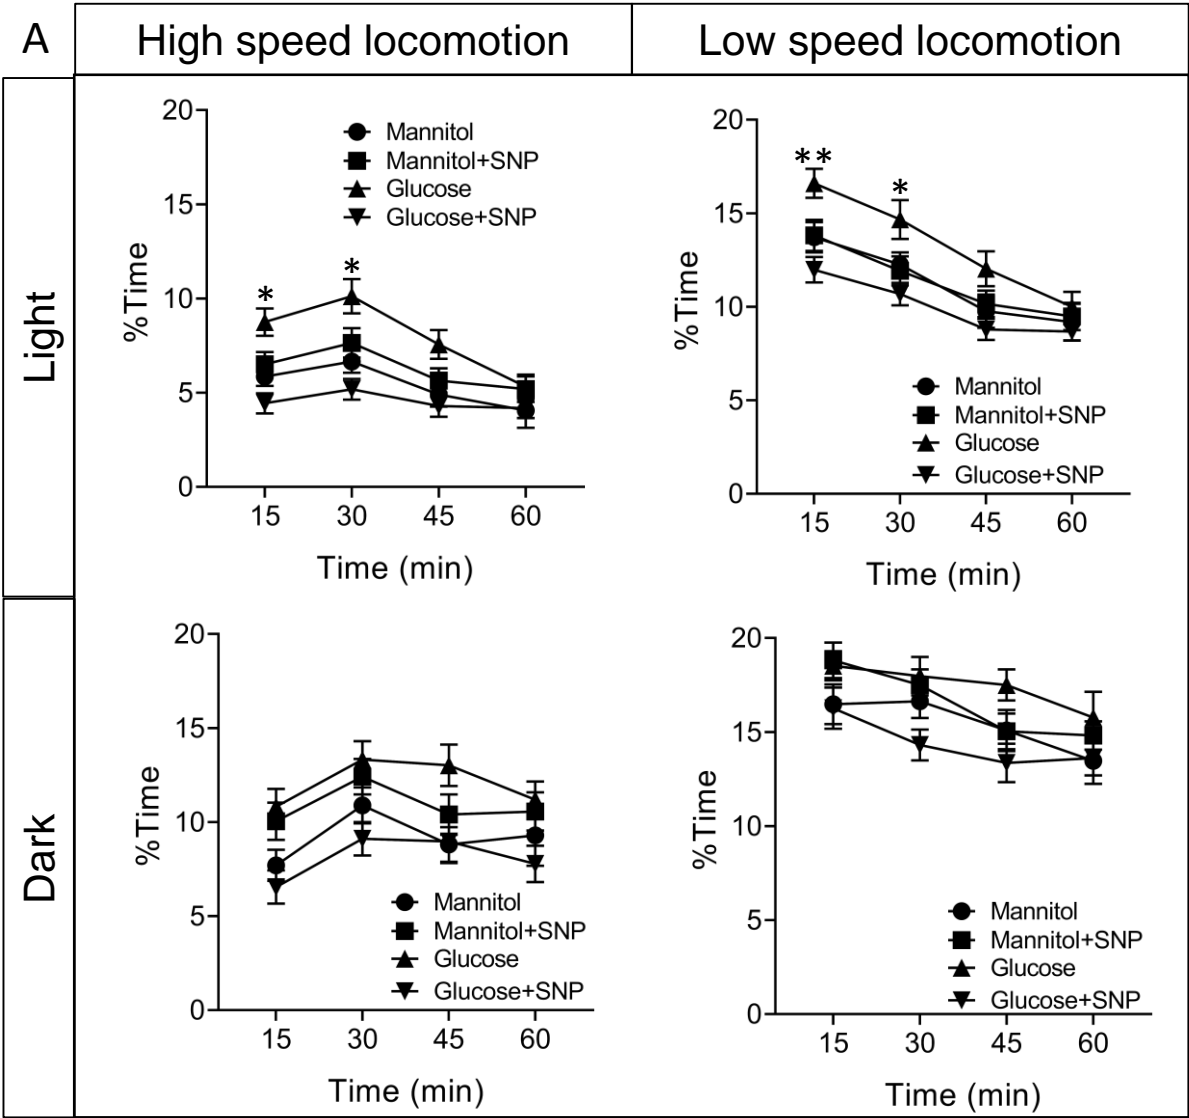 A
High speed locomotion
Low speed locomotion
Light
20
15
10
5
0
%Time
*
*
Mannitol
Mannitol+SNP
Glucose
Glucose+SNP
15 30 45 60
Time (min)
20
15
10
5
0
%Time
**
*
Mannitol
Mannitol+SNP
Glucose
Glucose+SNP
15 30 45 60
Time (min)
Dark
20
15
10
5
0
%Time
Mannitol
Mannitol+SNP
Glucose
Glucose+SNP
15 30 45 60
Time (min)
20
15
10
5
0
%Time
Mannitol
Mannitol+SNP
Glucose
Glucose+SNP
15 30 45 60
Time (min)